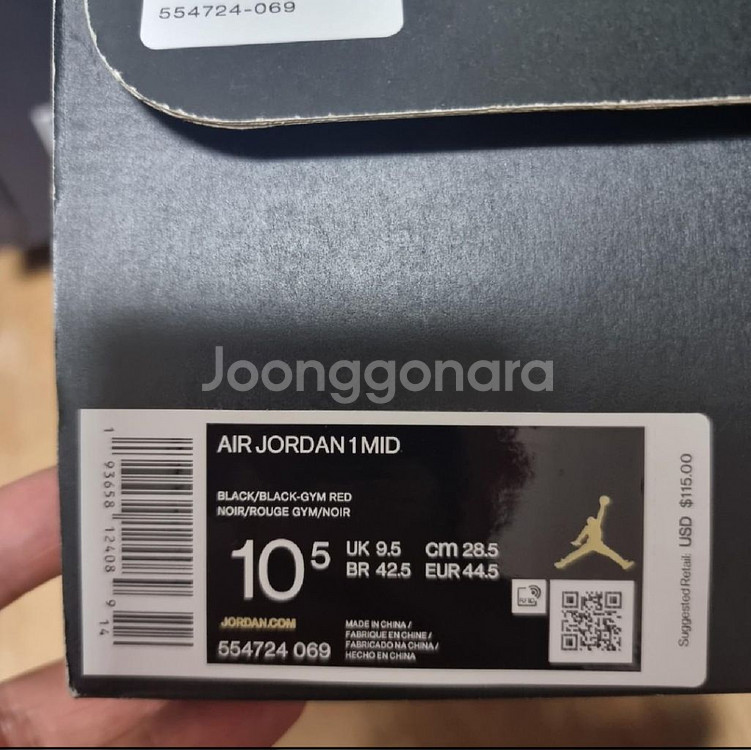 554724-069
Joonggonara
AIR JORDAN 1 MID
BLACK/BLACK-GYM RED
NOIR/ROUGE GYM/NOIR
10 5
UK 9.5 cm 28.5
BR 42.5 EUR 44.5
JORDAN.COM
554724 069
MADE IN CHINA /
FABRIQUE EN CHINE /
FABRICADO NA CHINA /
HECHO EN CHINA
1 93658 12408 9 14
Suggested Retail: USD $115.00